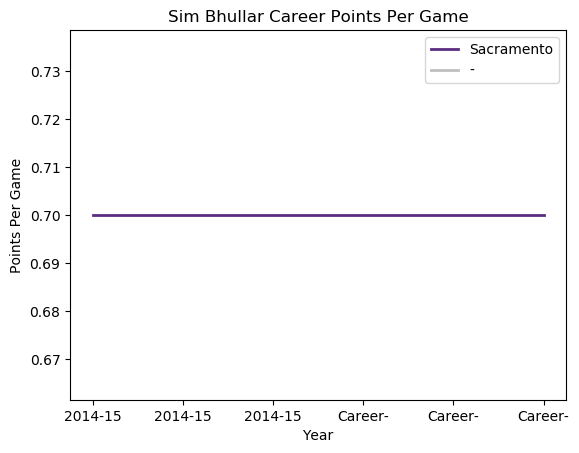 Sim Bhullar Career Points Per Game
Sacramento
-
0.73
0.72
0.71
0.70
0.69
0.68
0.67
Points Per Game
2014-15 2014-15 2014-15 Career- Career- Career-
Year